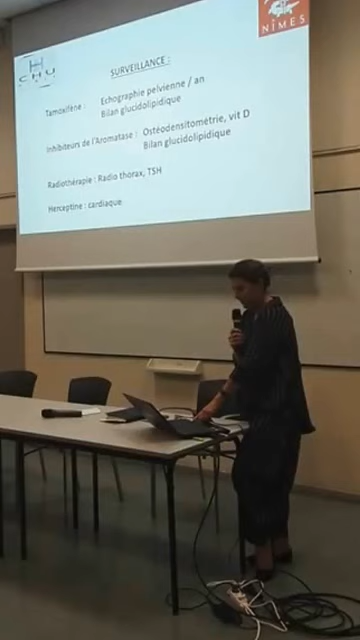 CHU
NÎMES
SURVEILLANCE :
Tamoxifène : Echographie pelvienne / an
Bilan glucidolipidique
Inhibiteurs de l'Aromatase : Ostéodensitométrie, vit D
Bilan glucidolipidique
Radiothérapie : Radio thorax, TSH
Herceptine : cardiaque